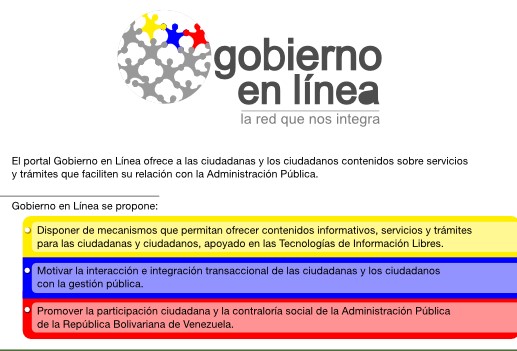 gobierno
en línea
la red que nos integra
El portal Gobierno en Línea ofrece a las ciudadanas y los ciudadanos contenidos sobre servicios
y trámites que faciliten su relación con la Administración Pública.
Gobierno en Línea se propone:
Disponer de mecanismos que permitan ofrecer contenidos informativos, servicios y trámites
para las ciudadanas y ciudadanos, apoyado en las Tecnologías de Información Libres.
Motivar la interacción e integración transaccional de las ciudadanas y los ciudadanos
con la gestión pública.
Promover la participación ciudadana y la contraloría social de la Administración Pública
de la República Bolivariana de Venezuela.